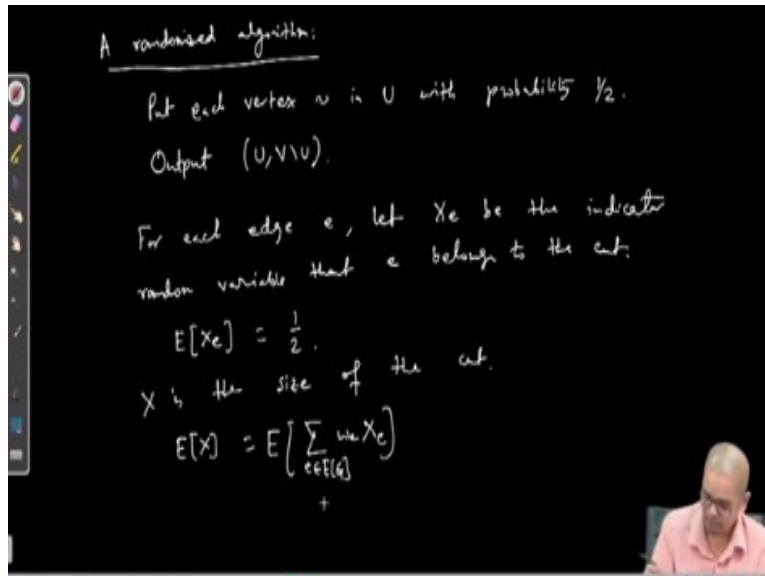 A randomised algorithm:
Put each vertex v in U with probability 1/2.
Output (U, V\U).
For each edge e, let Xe be the indicator
random variable that e belongs to the cut.
E[Xe] = 1/2.
X is the size of the cut.
E[X] = E[∑ we Xe]
e∈E[G]